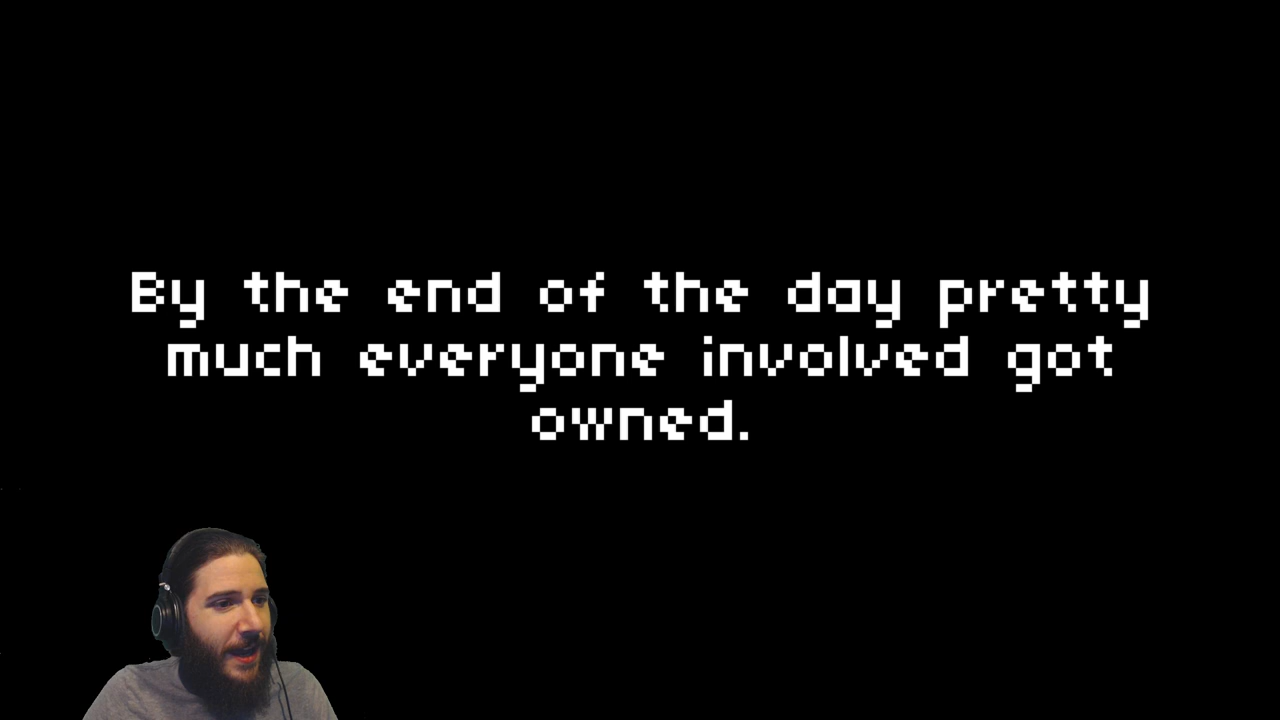 By the end of the day pretty
much everyone involved got
owned.